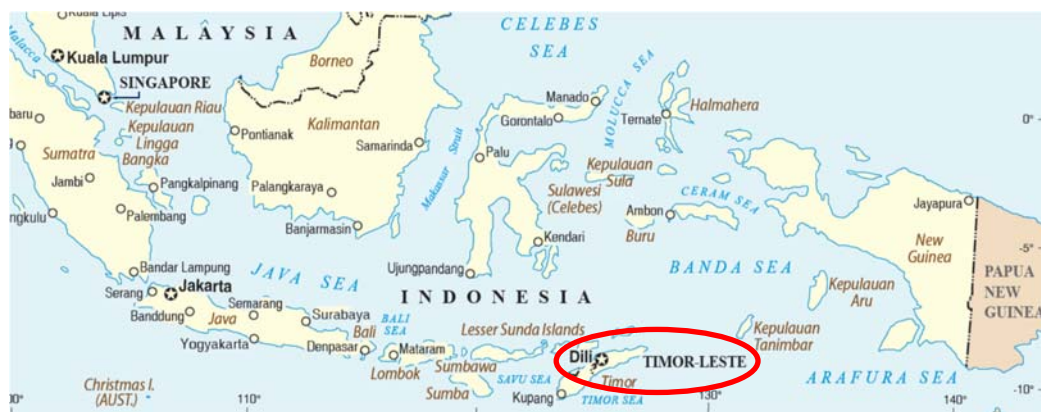 Kuala Lipis
CELEBES
SEA
MALAYSIA
Malacca
Kuala Lumpur
SINGAPORE
Borneo
Kepulauan Riau
Kepulauan
Lingga
Bangka
Sumatra
Jambi
Pangkalpinang
Palembang
Bandar Lampung
Pontianak
Kalimantan
Samarinda
Palangkaraya
Banjarmasin
Makassar Strait
Manado
Gorontalo
Palu
MOLUCCA SEA
Halmahera
Ternate
Kepulauan
Sula
Sulawesi
(Celebes)
Kendari
Ujungpandang
CERAM SEA
Ambon
Buru
BANDA SEA
0°
Jayapura
New
Guinea
-5°
PAPUA
NEW
GUINEA
Kepulauan
Aru
JAVA SEA
INDONESIA
Serang
Jakarta
Banddung
Java
Semarang
Surabaya
Yogyakarta
Denpasar
Bali
BALI
SEA
Mataram
Lombok
Sumbawa
Sumba
Lesser Sunda Islands
SAVU SEA
Dili
TIMOR-LESTE
Timor
Kupang
TIMOR SEA
Kepulauan
Tanimbar
ARAFURA SEA
Christmas I.
(AUST.)
110°
130°
140°
-10°